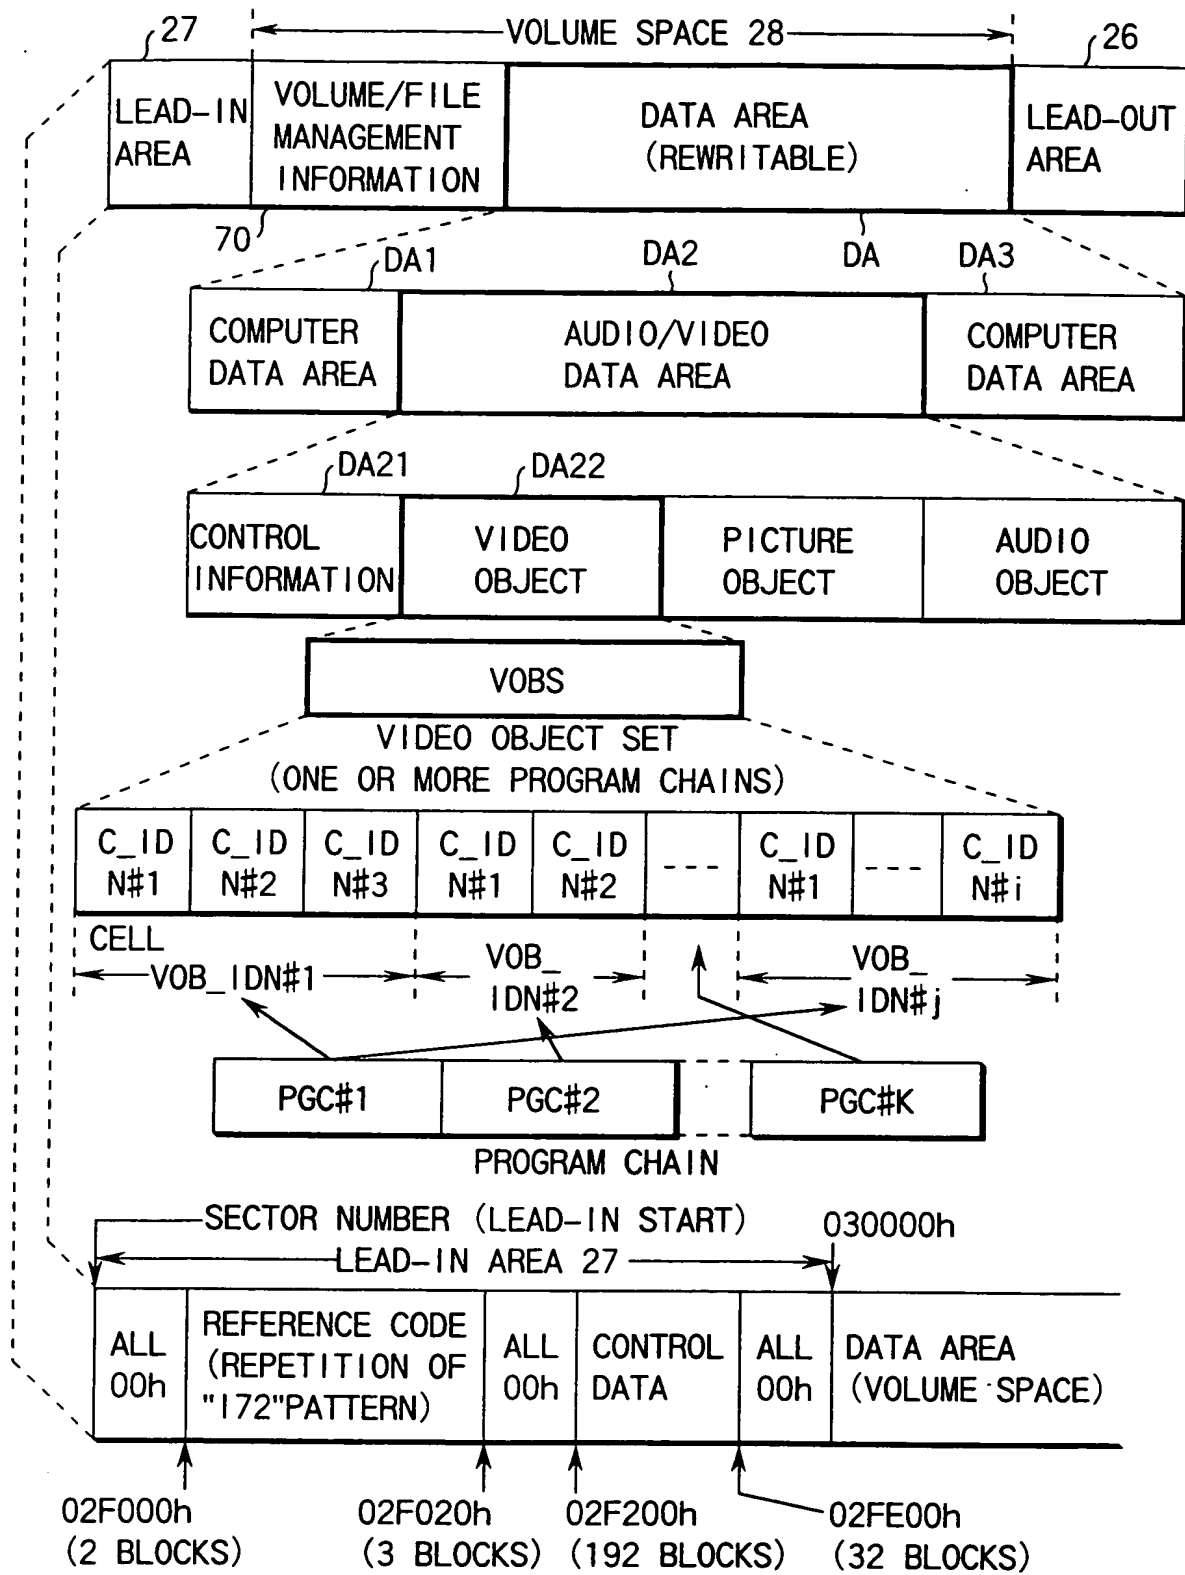 27
VOLUME SPACE 28
26
LEAD-IN
AREA
VOLUME/FILE
MANAGEMENT
INFORMATION
DATA AREA
(REWRITABLE)
LEAD-OUT
AREA
70
DA1
DA2
DA
DA3
COMPUTER
DATA AREA
AUDIO/VIDEO
DATA AREA
COMPUTER
DATA AREA
DA21
DA22
CONTROL
INFORMATION
VIDEO
OBJECT
PICTURE
OBJECT
AUDIO
OBJECT
VOBS
VIDEO OBJECT SET
(ONE OR MORE PROGRAM CHAINS)
C_ID
N#1
C_ID
N#2
C_ID
N#3
C_ID
N#1
C_ID
N#2
----
C_ID
N#1
----
C_ID
N#i
CELL
VOB_IDN#1
VOB_
IDN#2
VOB_
IDN#j
PGC#1
PGC#2
PGC#K
PROGRAM CHAIN
SECTOR NUMBER (LEAD-IN START)
030000h
LEAD-IN AREA 27
ALL
00h
REFERENCE CODE
(REPETITION OF
"172"PATTERN)
ALL
00h
CONTROL
DATA
ALL
00h
DATA AREA
(VOLUME SPACE)
02F000h
(2 BLOCKS)
02F020h
(3 BLOCKS)
02F200h
(192 BLOCKS)
02FE00h
(32 BLOCKS)